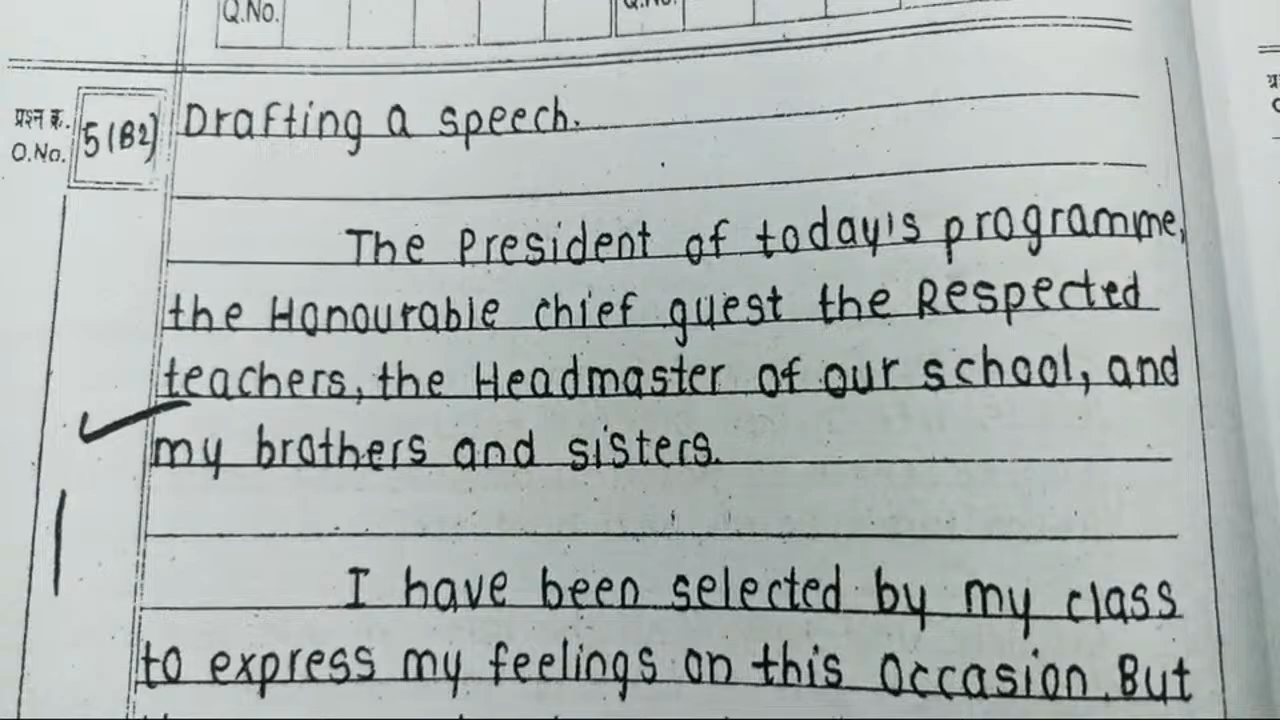 Q.No.
Q.No.
प्रश्न क्र.
Q.No.
5(B2)
Drafting a speech.
The President of today's programme,
the Honourable chief guest the Respected
teachers, the Headmaster of our school, and
my brothers and sisters.
I have been selected by my class
to express my feelings on this Occasion. But